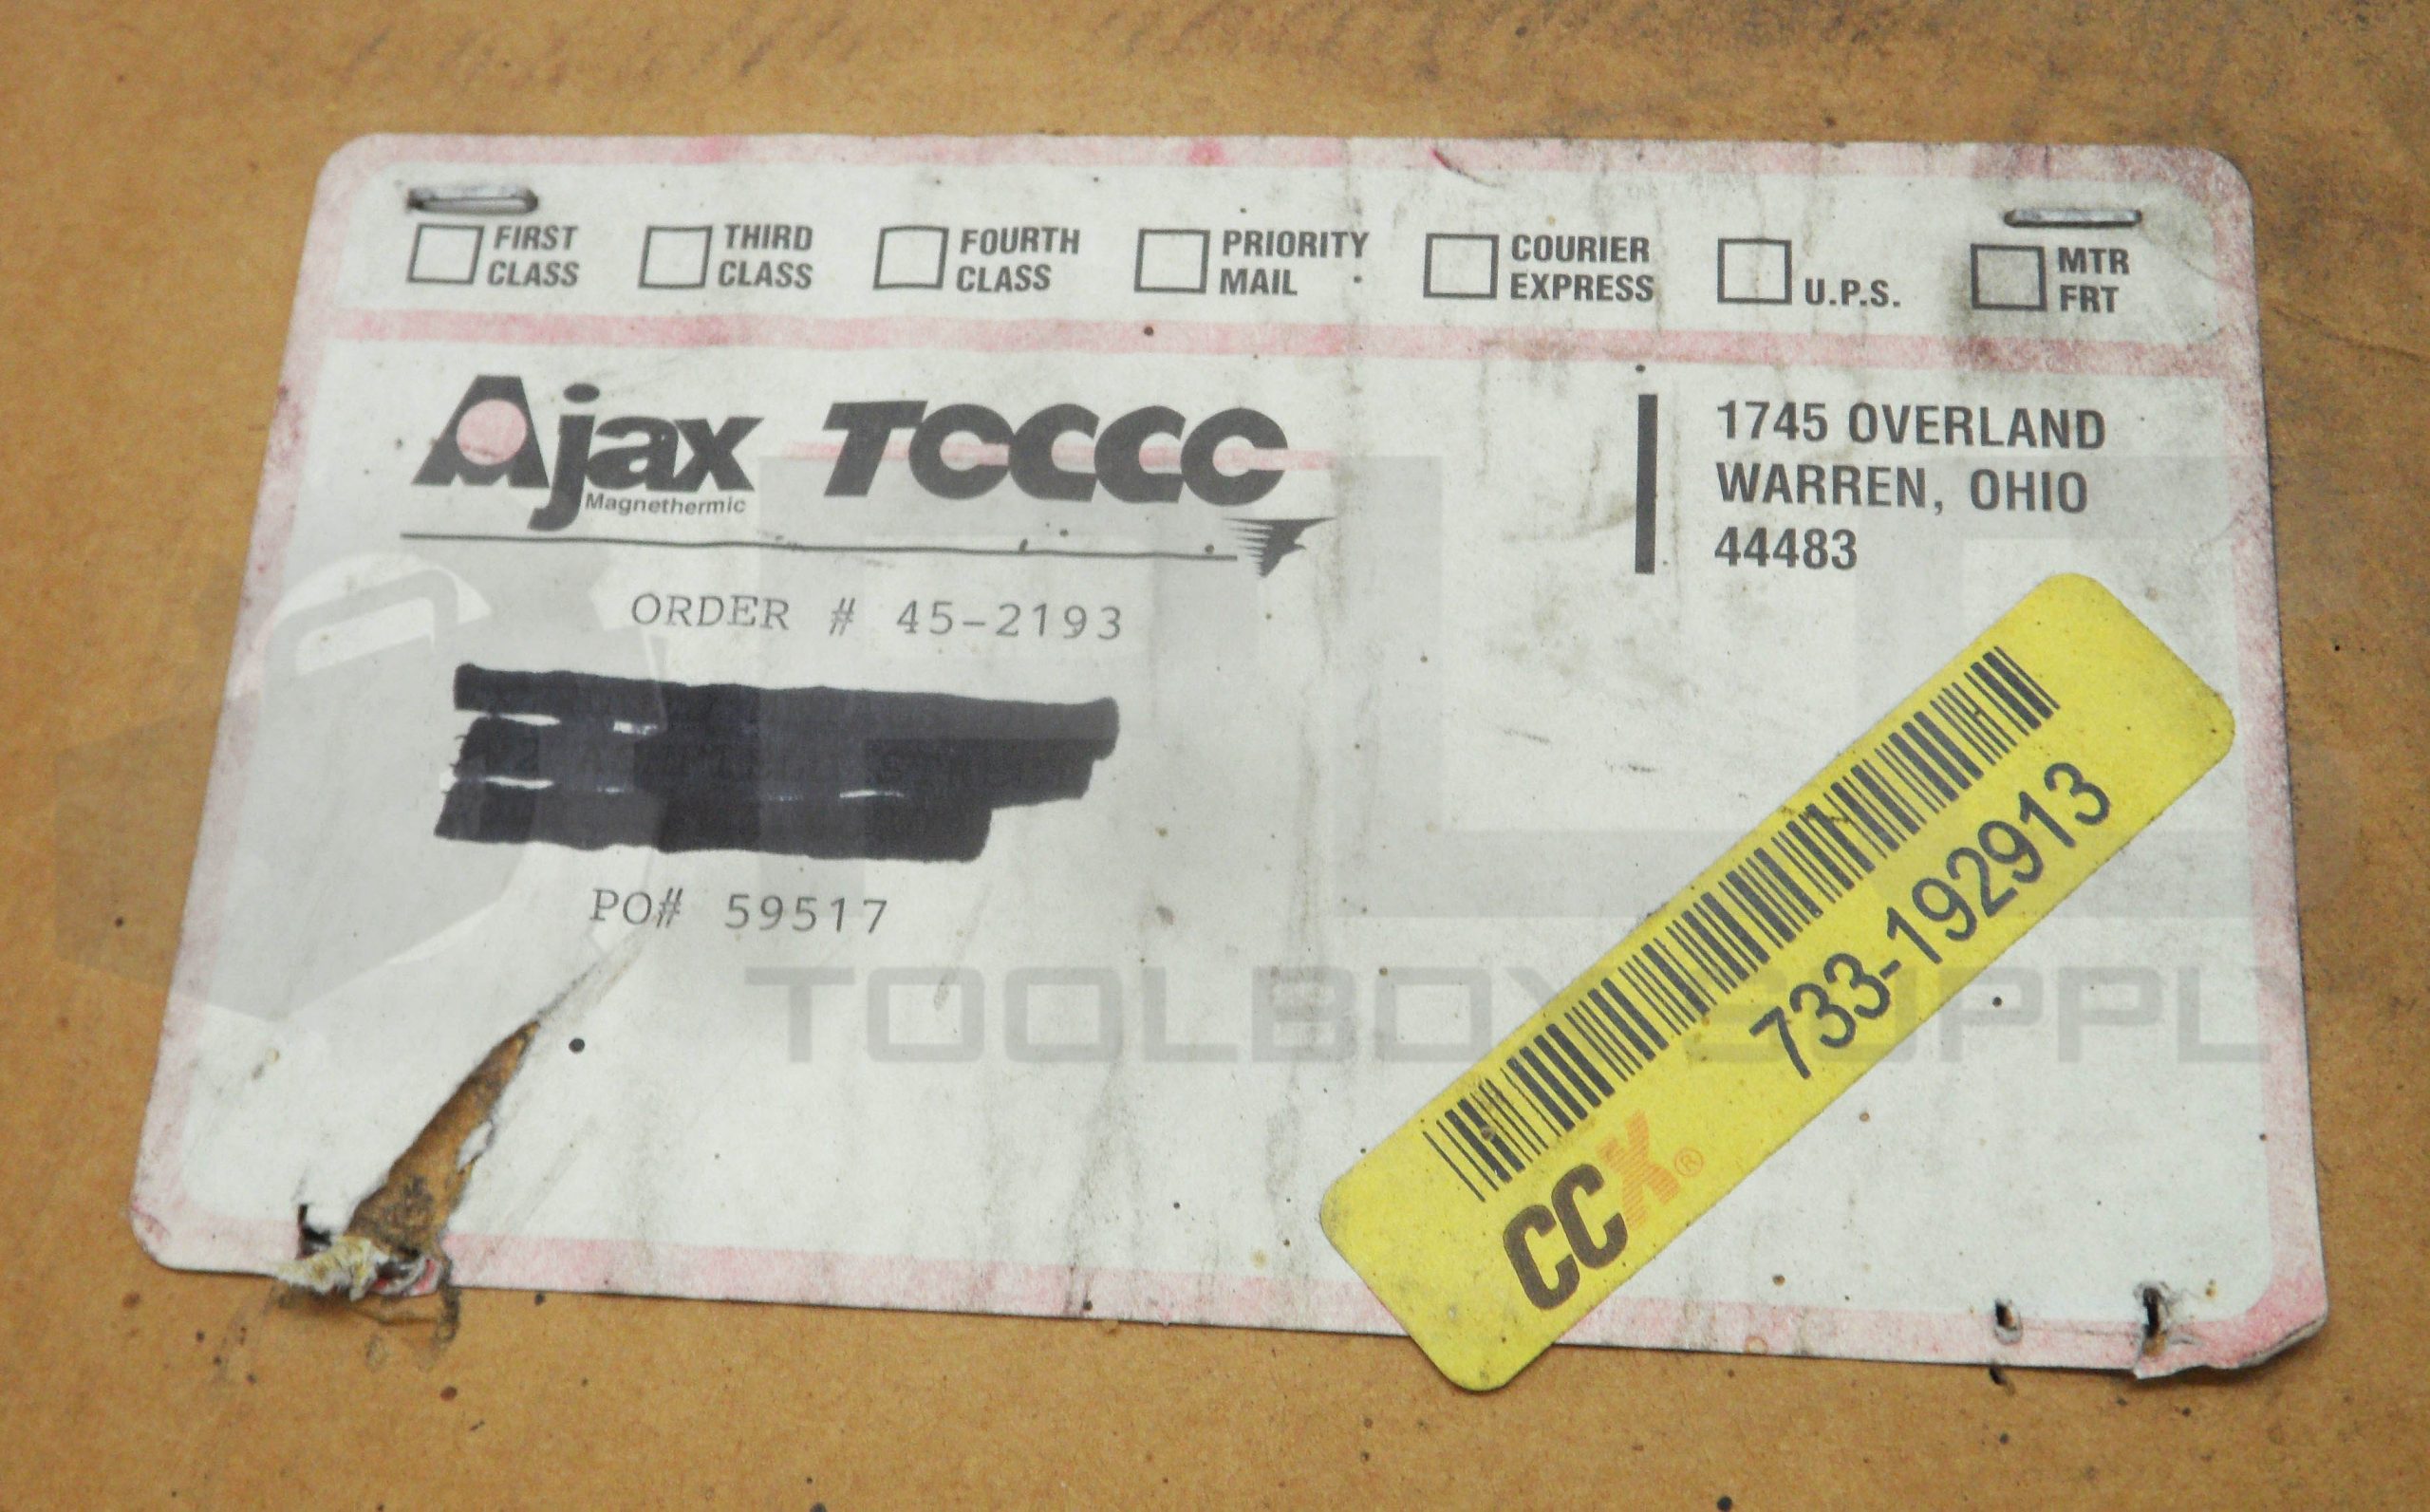 FIRST CLASS
THIRD CLASS
FOURTH CLASS
PRIORITY MAIL
COURIER EXPRESS
U.P.S.
MTR FRT
Ajax TOCCO
Magnethermic
1745 OVERLAND
WARREN, OHIO
44483
ORDER # 45-2193
PO# 59517
733-192913
CCX®
TOOLBOX SUPPLY